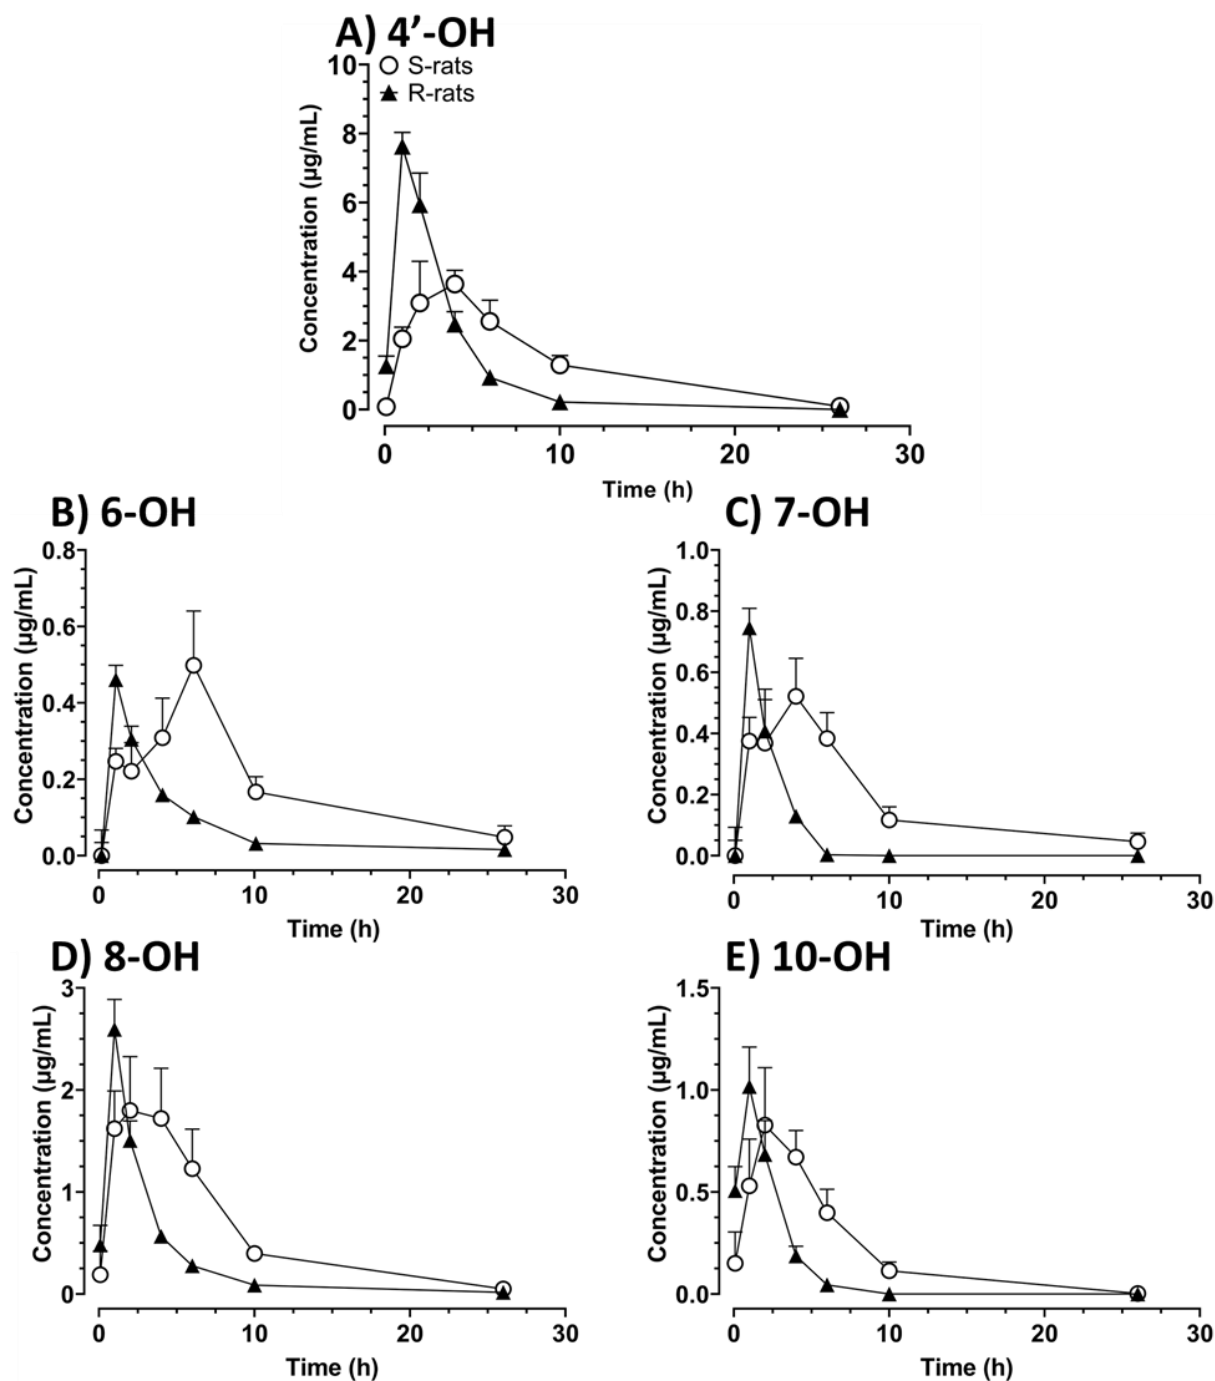 A) 4’-OH
S-rats
R-rats
10
8
6
4
2
0
Concentration (µg/mL)
0 10 20 30
Time (h)
B) 6-OH
0.8
0.6
0.4
0.2
0.0
Concentration (µg/mL)
0 10 20 30
Time (h)
C) 7-OH
1.0
0.8
0.6
0.4
0.2
0.0
Concentration (µg/mL)
0 10 20 30
Time (h)
D) 8-OH
3
2
1
0
Concentration (µg/mL)
0 10 20 30
Time (h)
E) 10-OH
1.5
1.0
0.5
0.0
Concentration (µg/mL)
0 10 20 30
Time (h)